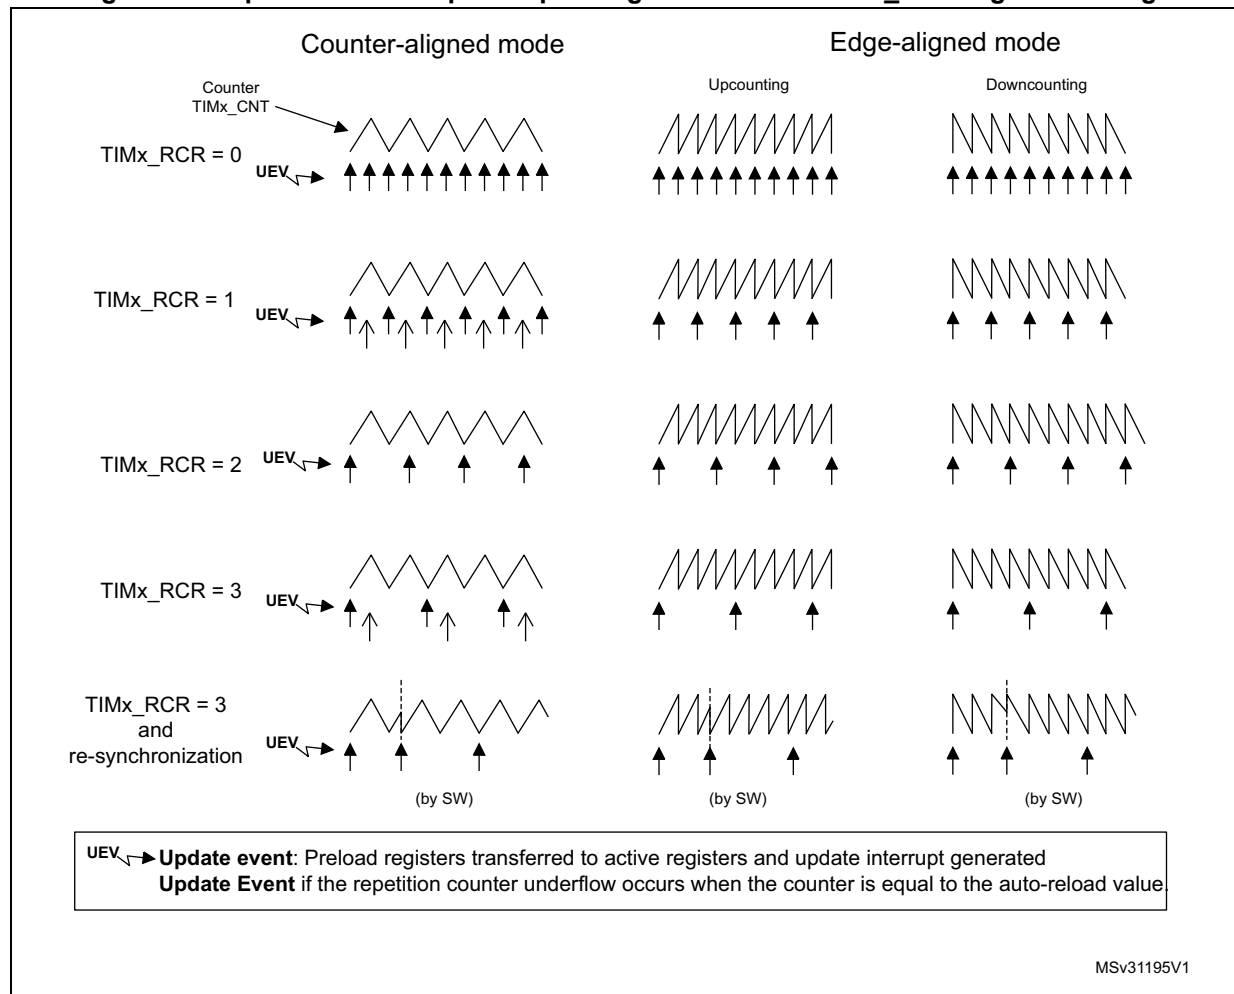 Counter-aligned mode
Edge-aligned mode
Counter
TIMx_CNT
Upcounting
Downcounting
TIMx_RCR = 0
UEV
TIMx_RCR = 1
UEV
TIMx_RCR = 2
UEV
TIMx_RCR = 3
UEV
TIMx_RCR = 3
and
re-synchronization
UEV
(by SW)
(by SW)
(by SW)
UEV Update event: Preload registers transferred to active registers and update interrupt generated
Update Event if the repetition counter underflow occurs when the counter is equal to the auto-reload value.
MSv31195V1